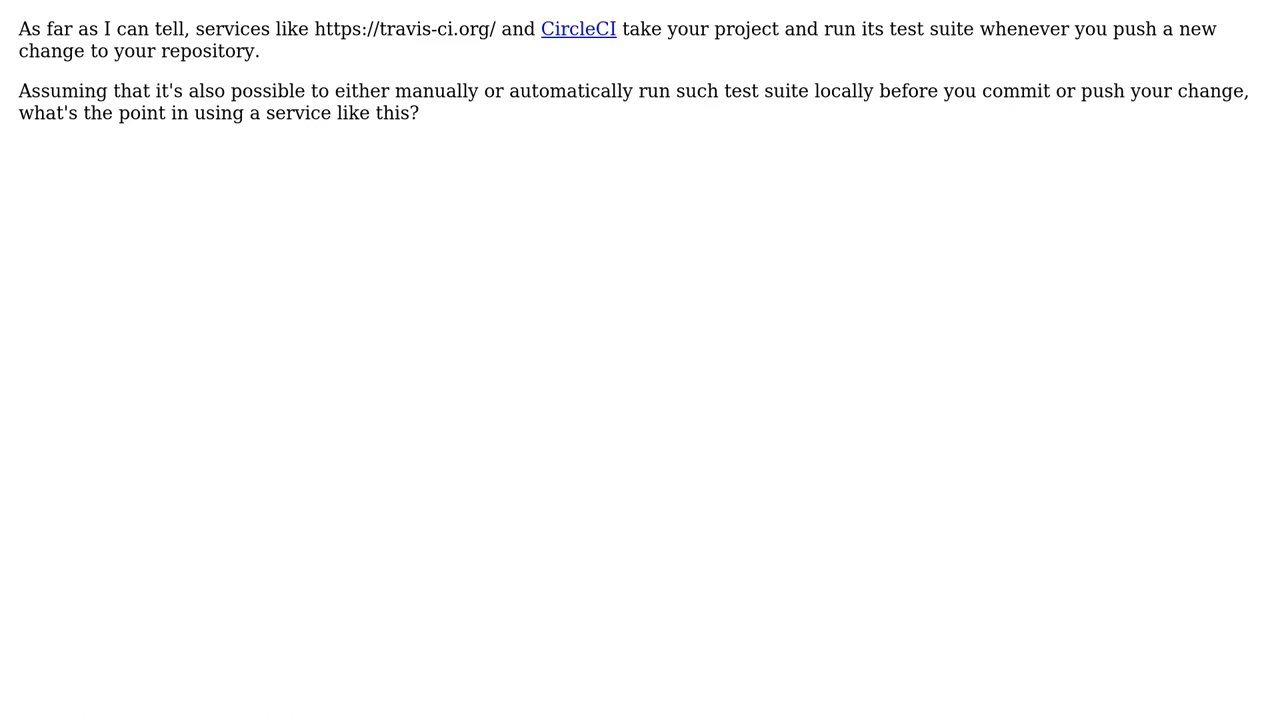 As far as I can tell, services like https://travis-ci.org/ and CircleCI take your project and run its test suite whenever you push a new
change to your repository.
Assuming that it's also possible to either manually or automatically run such test suite locally before you commit or push your change,
what's the point in using a service like this?